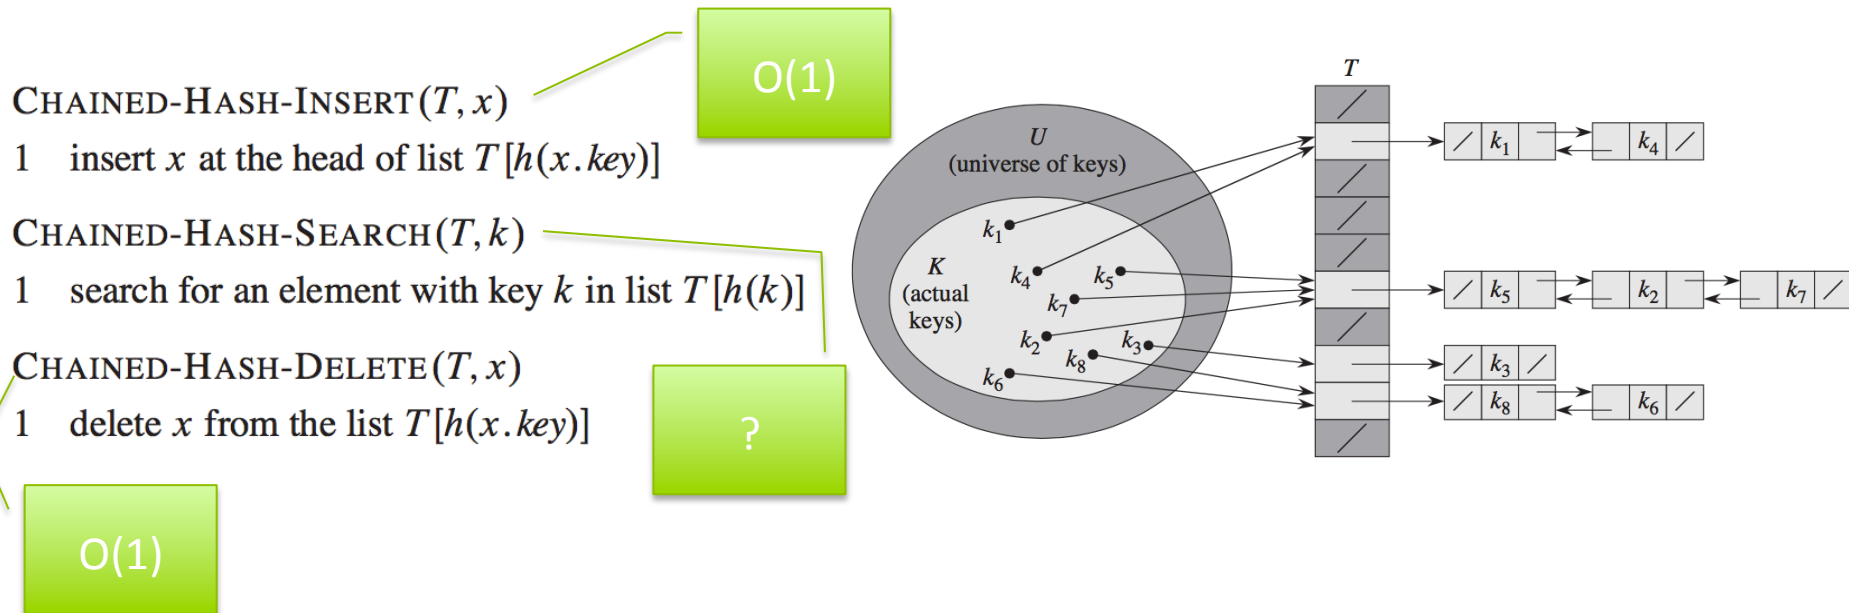 O(1)
CHAINED-HASH-INSERT(T, x)
1 insert x at the head of list T[h(x.key)]
CHAINED-HASH-SEARCH(T, k)
1 search for an element with key k in list T[h(k)]
CHAINED-HASH-DELETE(T, x)
1 delete x from the list T[h(x.key)]
?
O(1)
T
U
(universe of keys)
K
(actual
keys)
k1
k4
k5
k7
k2
k3
k8
k6
k1 k4
k5 k2 k7
k3
k8 k6